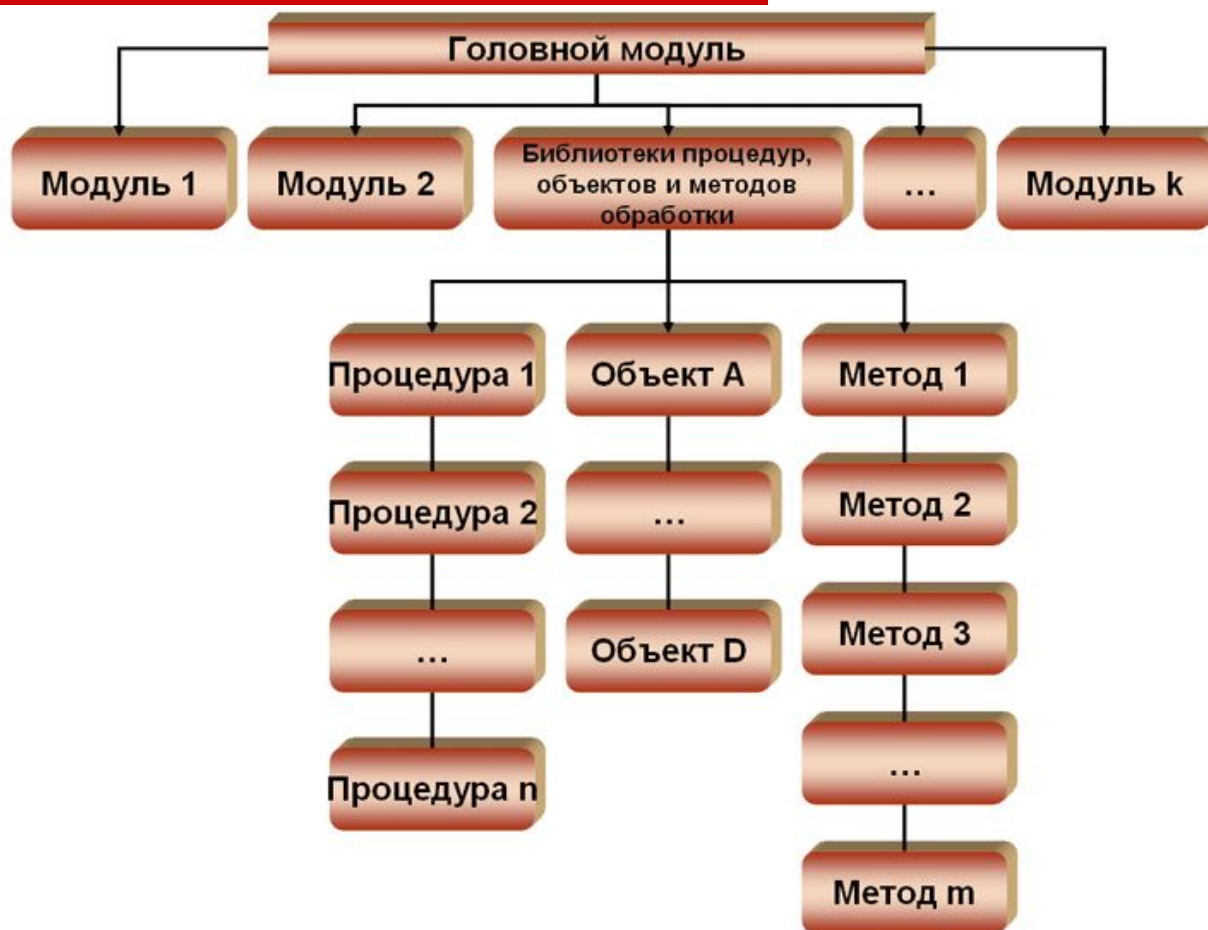 Головной модуль
Модуль 1
Модуль 2
Библиотеки процедур,
объектов и методов
обработки
...
Модуль k
Процедура 1
Объект A
Метод 1
Процедура 2
...
Метод 2
...
Объект D
Метод 3
Процедура n
...
Метод m